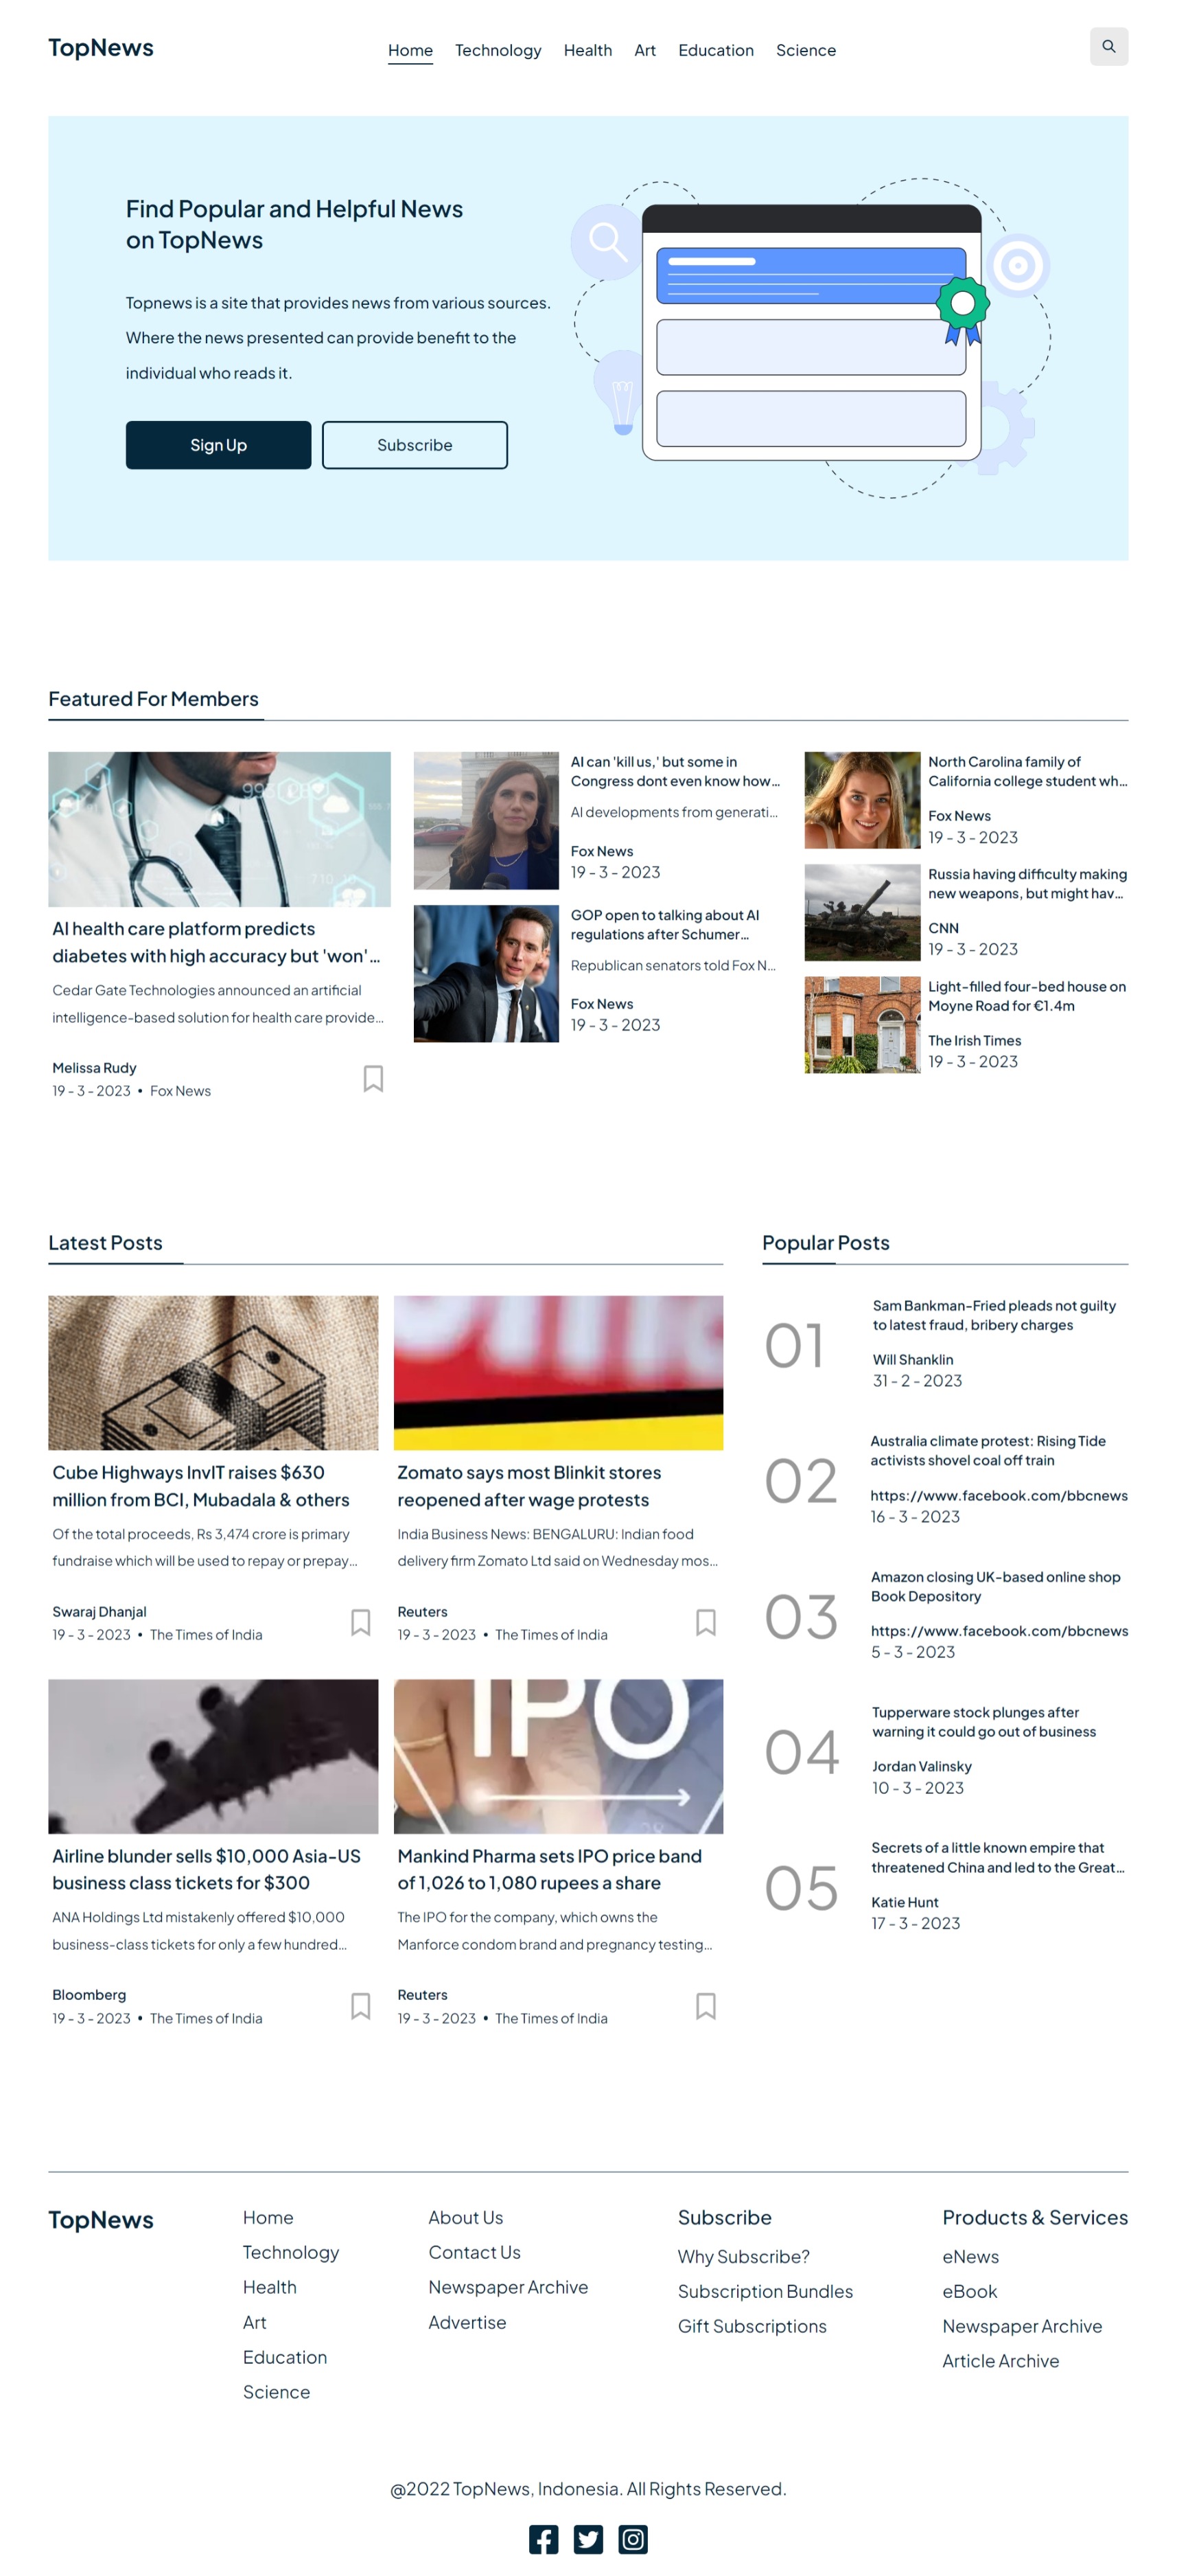 TopNews
Home
Technology
Health
Art
Education
Science
Find Popular and Helpful News
on TopNews
Topnews is a site that provides news from various sources.
Where the news presented can provide benefit to the
individual who reads it.
Sign Up
Subscribe
Featured For Members
AI health care platform predicts
diabetes with high accuracy but 'won'...
Cedar Gate Technologies announced an artificial
intelligence-based solution for health care provide...
Melissa Rudy
19 - 3 - 2023 • Fox News
AI can 'kill us,' but some in
Congress dont even know how...
AI developments from generati...
Fox News
19 - 3 - 2023
GOP open to talking about AI
regulations after Schumer...
Republican senators told Fox N...
Fox News
19 - 3 - 2023
North Carolina family of
California college student wh...
Fox News
19 - 3 - 2023
Russia having difficulty making
new weapons, but might hav...
CNN
19 - 3 - 2023
Light-filled four-bed house on
Moyne Road for €1.4m
The Irish Times
19 - 3 - 2023
Latest Posts
Cube Highways InvIT raises $630
million from BCI, Mubadala & others
Of the total proceeds, Rs 3,474 crore is primary
fundraise which will be used to repay or prepay...
Swaraj Dhanjal
19 - 3 - 2023 • The Times of India
Zomato says most Blinkit stores
reopened after wage protests
India Business News: BENGALURU: Indian food
delivery firm Zomato Ltd said on Wednesday mos...
Reuters
19 - 3 - 2023 • The Times of India
Airline blunder sells $10,000 Asia-US
business class tickets for $300
ANA Holdings Ltd mistakenly offered $10,000
business-class tickets for only a few hundred...
Bloomberg
19 - 3 - 2023 • The Times of India
IPO
Mankind Pharma sets IPO price band
of 1,026 to 1,080 rupees a share
The IPO for the company, which owns the
Manforce condom brand and pregnancy testing...
Reuters
19 - 3 - 2023 • The Times of India
Popular Posts
01
Sam Bankman-Fried pleads not guilty
to latest fraud, bribery charges
Will Shanklin
31 - 2 - 2023
02
Australia climate protest: Rising Tide
activists shovel coal off train
https://www.facebook.com/bbcnews
16 - 3 - 2023
03
Amazon closing UK-based online shop
Book Depository
https://www.facebook.com/bbcnews
5 - 3 - 2023
04
Tupperware stock plunges after
warning it could go out of business
Jordan Valinsky
10 - 3 - 2023
05
Secrets of a little known empire that
threatened China and led to the Great...
Katie Hunt
17 - 3 - 2023
TopNews
Home
Technology
Health
Art
Education
Science
About Us
Contact Us
Newspaper Archive
Advertise
Subscribe
Why Subscribe?
Subscription Bundles
Gift Subscriptions
Products & Services
eNews
eBook
Newspaper Archive
Article Archive
@2022 TopNews, Indonesia. All Rights Reserved.